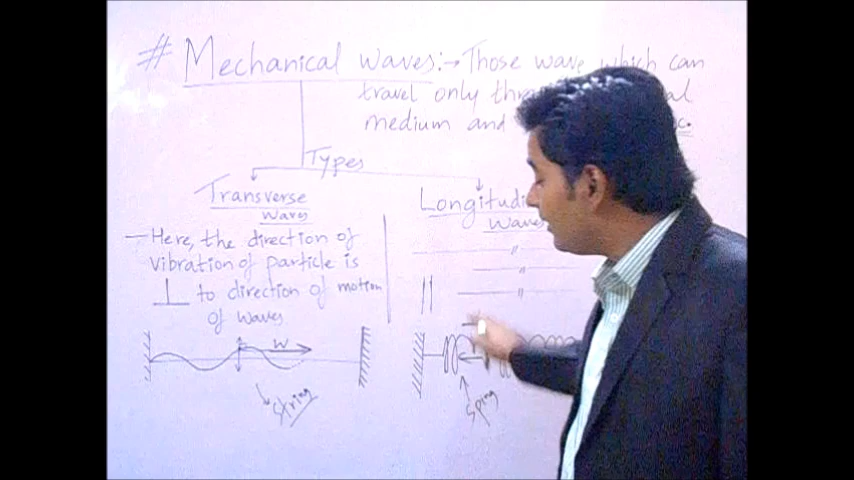 # Mechanical waves:→ Those wave which can
travel only thr
medium and
Types
Transverse
Waves
— Here, the direction of
vibration of particle is
⊥ to direction of motion
of waves
W
String
Longitudi
Waves
"
"
"
||
Sping